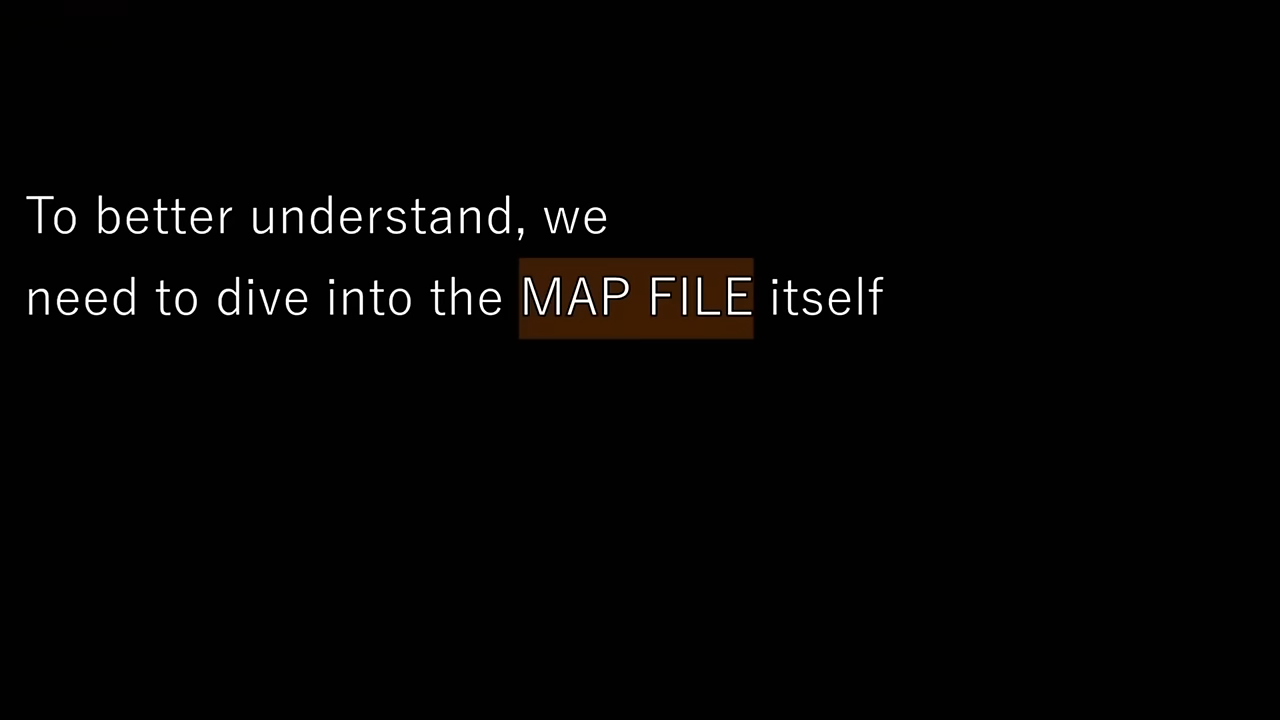 To better understand, we
need to dive into the MAP FILE itself